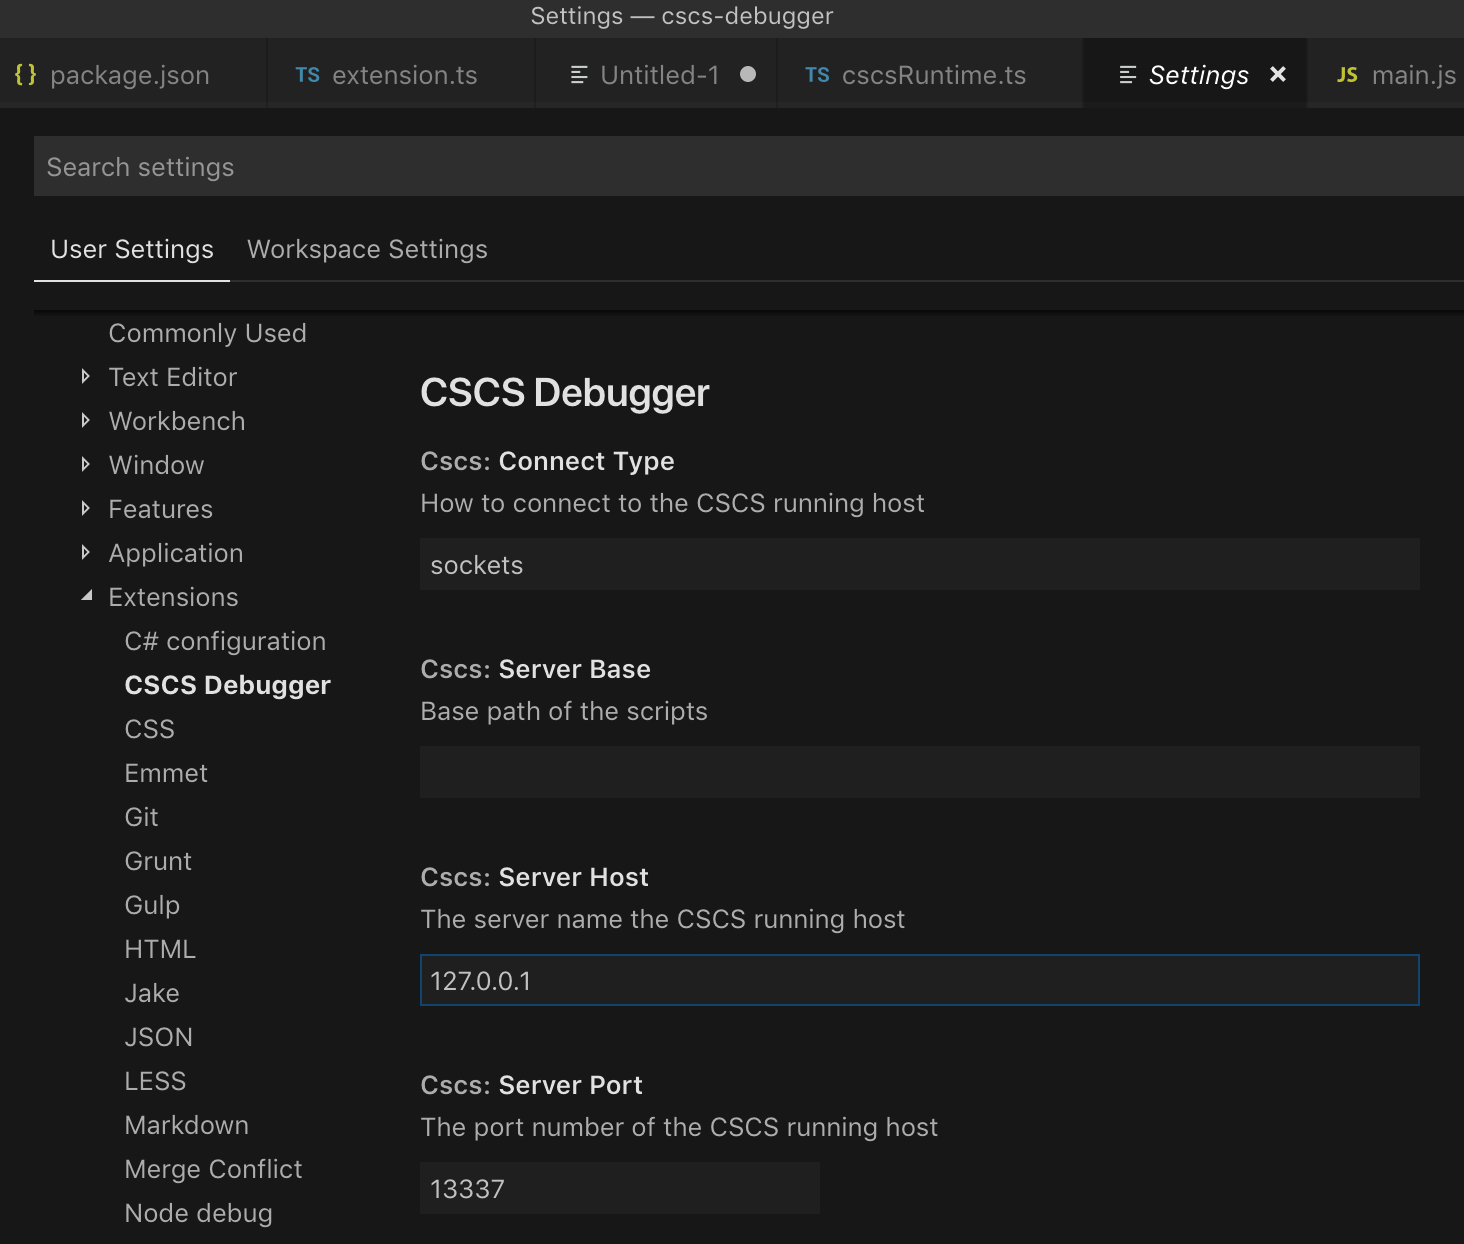 Settings — cscs-debugger
{} package.json TS extension.ts Untitled-1 TS cscsRuntime.ts Settings JS main.js
Search settings
User Settings Workspace Settings
Commonly Used
Text Editor
Workbench
Window
Features
Application
Extensions
C# configuration
CSCS Debugger
CSS
Emmet
Git
Grunt
Gulp
HTML
Jake
JSON
LESS
Markdown
Merge Conflict
Node debug
CSCS Debugger
Cscs: Connect Type
How to connect to the CSCS running host
sockets
Cscs: Server Base
Base path of the scripts
Cscs: Server Host
The server name the CSCS running host
127.0.0.1
Cscs: Server Port
The port number of the CSCS running host
13337